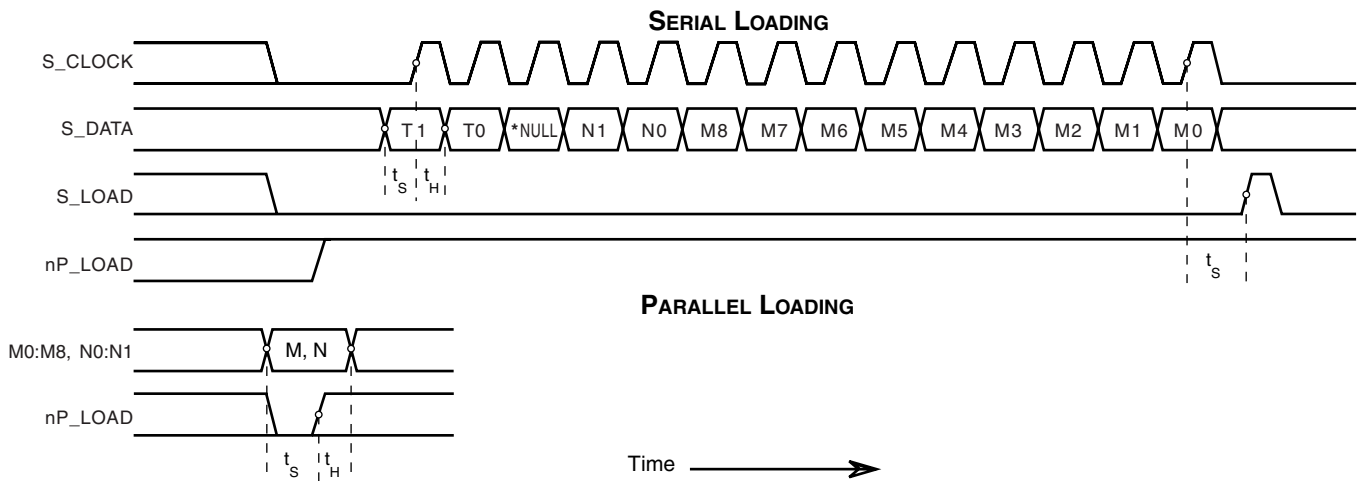 SERIAL LOADING
S_CLOCK
S_DATA
T1 T0 *NULL N1 N0 M8 M7 M6 M5 M4 M3 M2 M1 M0
tS tH
S_LOAD
nP_LOAD
tS
PARALLEL LOADING
M0:M8, N0:N1
M, N
nP_LOAD
tS tH
Time